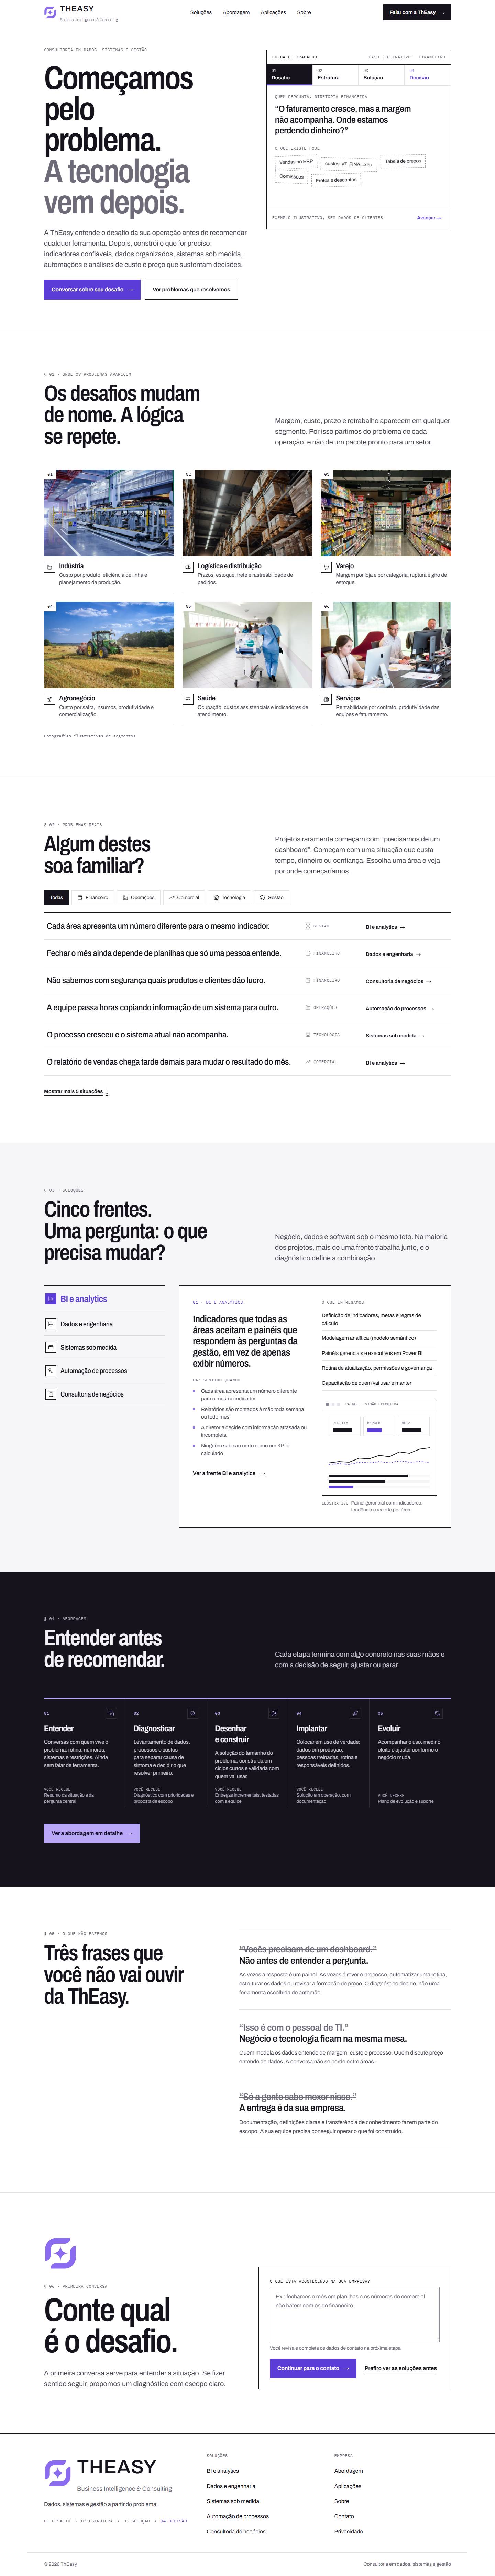 THEASY
Business Intelligence & Consulting
Soluções
Abordagem
Aplicações
Sobre
Falar com a ThEasy →
CONSULTORIA EM DADOS, SISTEMAS E GESTÃO
Começamos
pelo
problema.
A tecnologia
vem depois.
A ThEasy entende o desafio da sua operação antes de recomendar
qualquer ferramenta. Depois, constrói o que for preciso:
indicadores confiáveis, dados organizados, sistemas sob medida,
automações e análises de custo e preço que sustentam decisões.
Conversar sobre seu desafio →
Ver problemas que resolvemos
FOLHA DE TRABALHO
CASO ILUSTRATIVO · FINANCEIRO
01
Desafio
02
Estrutura
03
Solução
04
Decisão
QUEM PERGUNTA: DIRETORIA FINANCEIRA
“O faturamento cresce, mas a margem
não acompanha. Onde estamos
perdendo dinheiro?”
O QUE EXISTE HOJE
Vendas no ERP
custos_v7_FINAL.xlsx
Tabela de preços
Comissões
Fretes e descontos
EXEMPLO ILUSTRATIVO, SEM DADOS DE CLIENTES
Avançar →
§ 01 · ONDE OS PROBLEMAS APARECEM
Os desafios mudam
de nome. A lógica
se repete.
Margem, custo, prazo e retrabalho aparecem em qualquer
segmento. Por isso partimos do problema de cada
operação, e não de um pacote pronto para um setor.
01
Indústria
Custo por produto, eficiência de linha e
planejamento da produção.
02
Logística e distribuição
Prazos, estoque, frete e rastreabilidade de
pedidos.
03
Varejo
Margem por loja e por categoria, ruptura e giro de
estoque.
04
Agronegócio
Custo por safra, insumos, produtividade e
comercialização.
05
Saúde
Ocupação, custos assistenciais e indicadores de
atendimento.
06
Serviços
Rentabilidade por contrato, produtividade das
equipes e faturamento.
Fotografias ilustrativas de segmentos.
§ 02 · PROBLEMAS REAIS
Algum destes
soa familiar?
Projetos raramente começam com “precisamos de um
dashboard”. Começam com uma situação que custa
tempo, dinheiro ou confiança. Escolha uma área e veja
por onde começaríamos.
Todas
Financeiro
Operações
Comercial
Tecnologia
Gestão
Cada área apresenta um número diferente para o mesmo indicador.
GESTÃO
BI e analytics →
Fechar o mês ainda depende de planilhas que só uma pessoa entende.
FINANCEIRO
Dados e engenharia →
Não sabemos com segurança quais produtos e clientes dão lucro.
FINANCEIRO
Consultoria de negócios →
A equipe passa horas copiando informação de um sistema para outro.
OPERAÇÕES
Automação de processos →
O processo cresceu e o sistema atual não acompanha.
TECNOLOGIA
Sistemas sob medida →
O relatório de vendas chega tarde demais para mudar o resultado do mês.
COMERCIAL
BI e analytics →
Mostrar mais 5 situações ↓
§ 03 · SOLUÇÕES
Cinco frentes.
Uma pergunta: o que
precisa mudar?
Negócio, dados e software sob o mesmo teto. Na maioria
dos projetos, mais de uma frente trabalha junto, e o
diagnóstico define a combinação.
BI e analytics
Dados e engenharia
Sistemas sob medida
Automação de processos
Consultoria de negócios
01 · BI E ANALYTICS
Indicadores que todas as
áreas aceitam e painéis que
respondem às perguntas da
gestão, em vez de apenas
exibir números.
FAZ SENTIDO QUANDO
Cada área apresenta um número diferente
para o mesmo indicador
Relatórios são montados à mão toda semana
ou todo mês
A diretoria decide com informação atrasada ou
incompleta
Ninguém sabe ao certo como um KPI é
calculado
Ver a frente BI e analytics →
O QUE ENTREGAMOS
Definição de indicadores, metas e regras de
cálculo
Modelagem analítica (modelo semântico)
Painéis gerenciais e executivos em Power BI
Rotina de atualização, permissões e governança
Capacitação de quem vai usar e manter
PAINEL · VISÃO EXECUTIVA
RECEITA
MARGEM
META
ILUSTRATIVO
Painel gerencial com indicadores,
tendência e recorte por área
§ 04 · ABORDAGEM
Entender antes
de recomendar.
Cada etapa termina com algo concreto nas suas mãos e
com a decisão de seguir, ajustar ou parar.
01
Entender
Conversas com quem vive o
problema: rotina, números,
sistemas e restrições. Ainda
sem falar de ferramenta.
VOCÊ RECEBE
Resumo da situação e da
pergunta central
02
Diagnosticar
Levantamento de dados,
processos e custos
para separar causa de
sintoma e decidir o que
resolver primeiro.
VOCÊ RECEBE
Diagnóstico com prioridades e
proposta de escopo
03
Desenhar
e construir
A solução do tamanho do
problema, construída em
ciclos curtos e validada com
quem vai usar.
VOCÊ RECEBE
Entregas incrementais, testadas
com a equipe
04
Implantar
Colocar em uso de verdade:
dados em produção,
pessoas treinadas, rotina e
responsáveis definidos.
VOCÊ RECEBE
Solução em operação, com
documentação
05
Evoluir
Acompanhar o uso, medir o
efeito e ajustar conforme o
negócio muda.
VOCÊ RECEBE
Plano de evolução e suporte
Ver a abordagem em detalhe →
§ 05 · O QUE NÃO FAZEMOS
Três frases que
você não vai ouvir
da ThEasy.
“Vocês precisam de um dashboard.”
Não antes de entender a pergunta.
Às vezes a resposta é um painel. Às vezes é rever o processo, automatizar uma rotina,
estruturar os dados ou revisar a formação de preço. O diagnóstico decide, não uma
ferramenta escolhida de antemão.
“Isso é com o pessoal de TI.”
Negócio e tecnologia ficam na mesma mesa.
Quem modela os dados entende de margem, custo e processo. Quem discute preço
entende de dados. A conversa não se perde entre áreas.
“Só a gente sabe mexer nisso.”
A entrega é da sua empresa.
Documentação, definições claras e transferência de conhecimento fazem parte do
escopo. A sua equipe precisa conseguir operar o que foi construído.
§ 06 · PRIMEIRA CONVERSA
Conte qual
é o desafio.
A primeira conversa serve para entender a situação. Se fizer
sentido seguir, propomos um diagnóstico com escopo claro.
O QUE ESTÁ ACONTECENDO NA SUA EMPRESA?
Ex.: fechamos o mês em planilhas e os números do comercial
não batem com os do financeiro.
Você revisa e completa os dados de contato na próxima etapa.
Continuar para o contato →
Prefiro ver as soluções antes
THEASY
Business Intelligence & Consulting
Dados, sistemas e gestão a partir do problema.
01 DESAFIO → 02 ESTRUTURA → 03 SOLUÇÃO → 04 DECISÃO
SOLUÇÕES
BI e analytics
Dados e engenharia
Sistemas sob medida
Automação de processos
Consultoria de negócios
EMPRESA
Abordagem
Aplicações
Sobre
Contato
Privacidade
© 2026 ThEasy
Consultoria em dados, sistemas e gestão